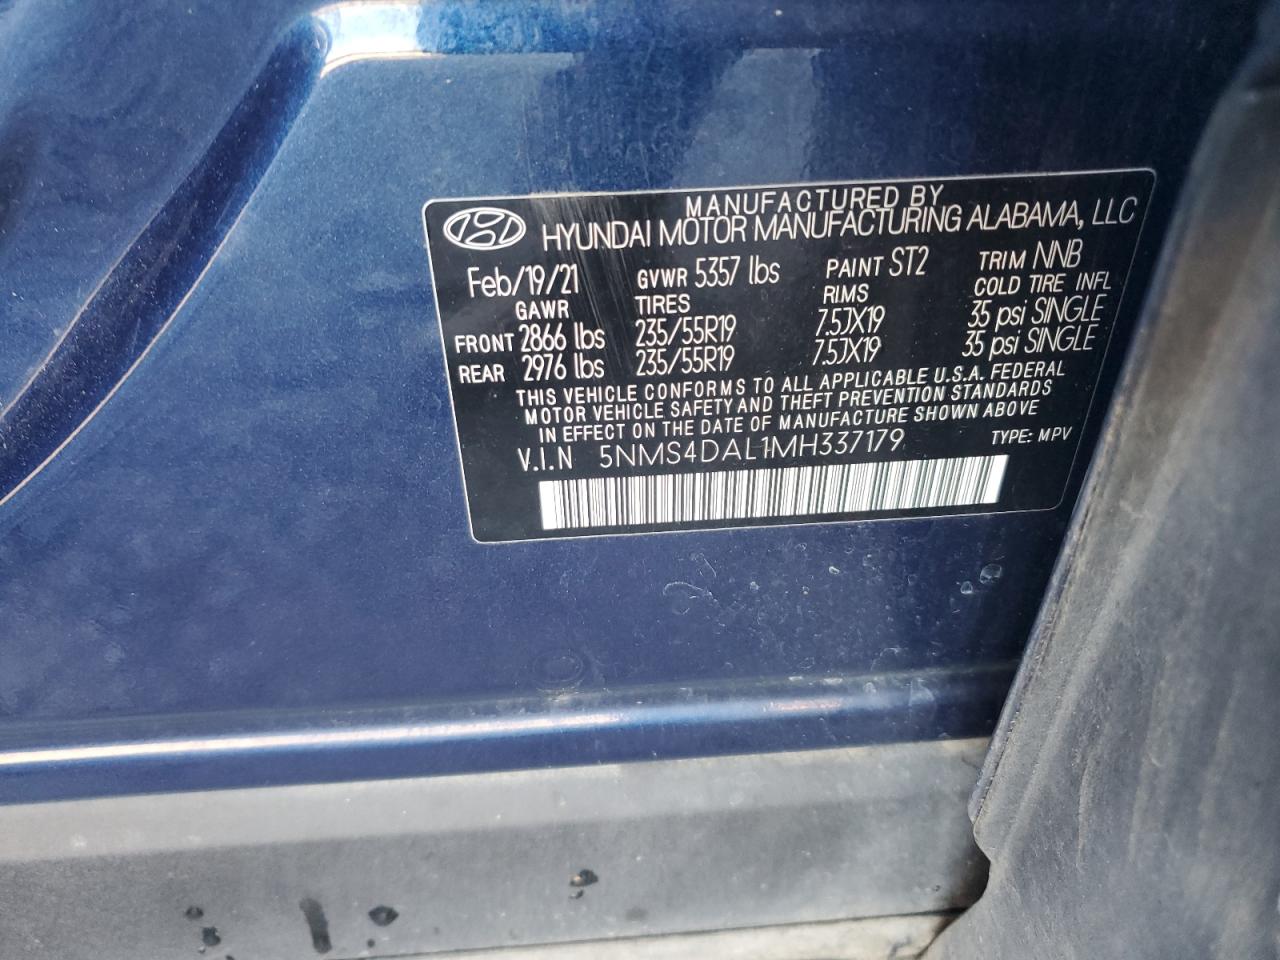 MANUFACTURED BY
HYUNDAI MOTOR MANUFACTURING ALABAMA, LLC
Feb/19/21 GVWR 5357 lbs PAINT ST2 TRIM NNB
GAWR TIRES RIMS COLD TIRE INFL
FRONT 2866 lbs 235/55R19 7.5JX19 35 psi SINGLE
REAR 2976 lbs 235/55R19 7.5JX19 35 psi SINGLE
THIS VEHICLE CONFORMS TO ALL APPLICABLE U.S.A. FEDERAL
MOTOR VEHICLE SAFETY AND THEFT PREVENTION STANDARDS
IN EFFECT ON THE DATE OF MANUFACTURE SHOWN ABOVE
V.I.N 5NMS4DAL1MH337179 TYPE: MPV